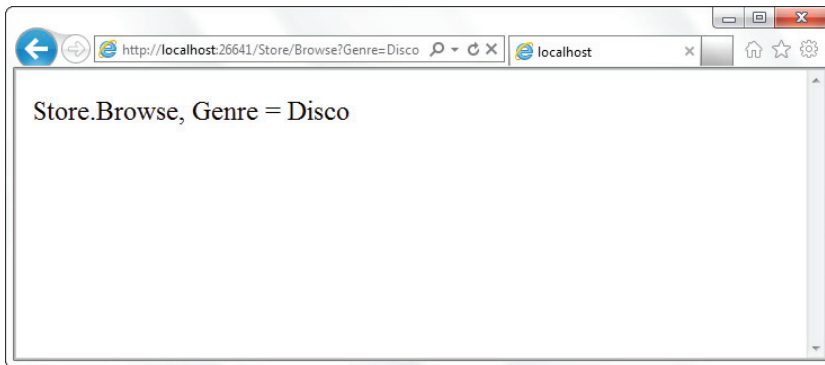 http://localhost:26641/Store/Browse?Genre=Disco
localhost
Store.Browse, Genre = Disco